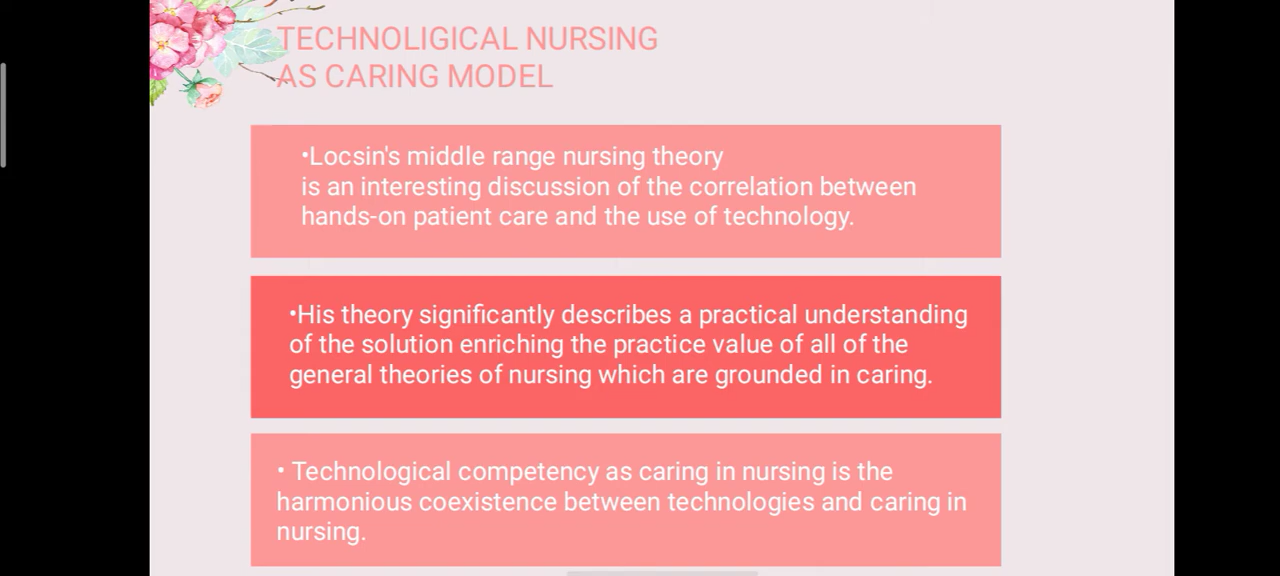 TECHNOLIGICAL NURSING
AS CARING MODEL
•Locsin's middle range nursing theory
is an interesting discussion of the correlation between
hands-on patient care and the use of technology.
•His theory significantly describes a practical understanding
of the solution enriching the practice value of all of the
general theories of nursing which are grounded in caring.
• Technological competency as caring in nursing is the
harmonious coexistence between technologies and caring in
nursing.